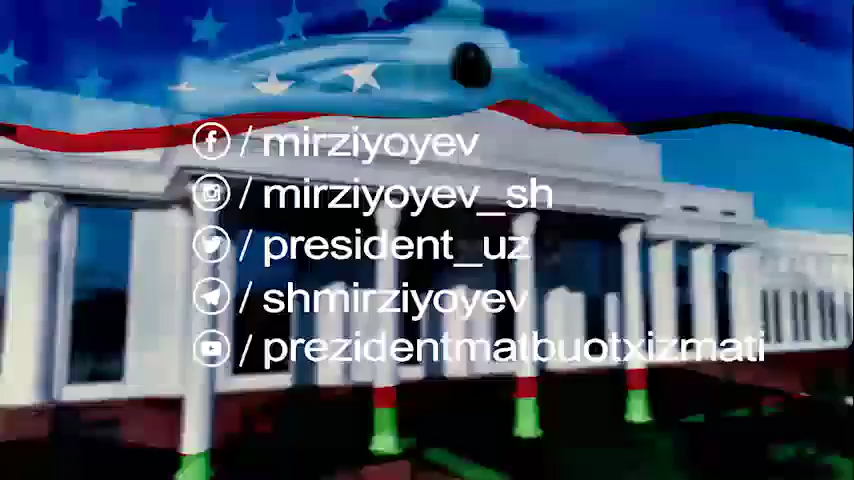 / mirziyoyev
/ mirziyoyev_sh
/ president_uz
/ shmirziyoyev
/ prezidentmatbuotxizmati